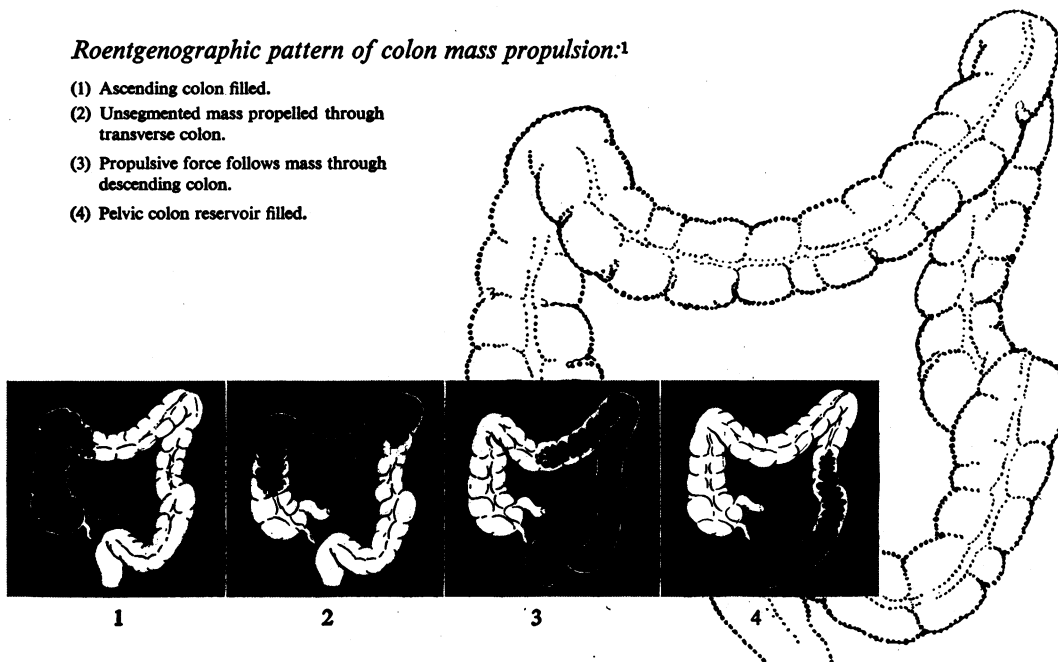 Roentgenographic pattern of colon mass propulsion:1
(1) Ascending colon filled.
(2) Unsegmented mass propelled through
transverse colon.
(3) Propulsive force follows mass through
descending colon.
(4) Pelvic colon reservoir filled.
1 2 3 4